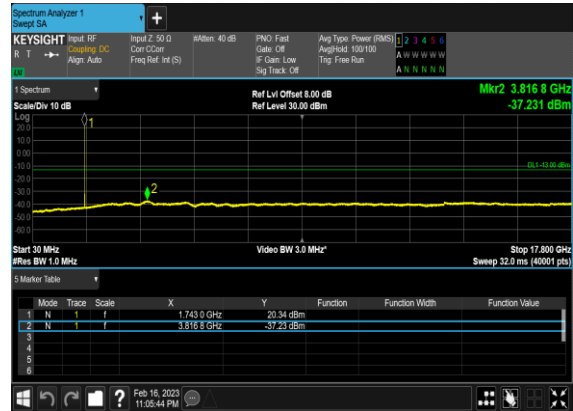 Spectrum Analyzer 1
Swept SA
KEYSIGHT Input: RF Input Z: 50 Ω #Atten: 40 dB PNO: Fast Avg Type: Power (RMS) 1 2 3 4 5 6
R T Coupling: DC Corr CCorr Gate: Off Avg|Hold: 100/100 A W W W W W
Align: Auto Freq Ref: Int (S) IF Gain: Low Trig: Free Run
LW Sig Track: Off A N N N N N
1 Spectrum Ref Lvl Offset 8.00 dB Mkr2 3.816 8 GHz
Scale/Div 10 dB Ref Level 30.00 dBm -37.231 dBm
Log
20.0
10.0
0.00
-10.0
DL1 -13.00 dBm
-20.0
-30.0
-40.0
-50.0
-60.0
1
2
Start 30 MHz Video BW 3.0 MHz* Stop 17.800 GHz
#Res BW 1.0 MHz Sweep 32.0 ms (40001 pts)
5 Marker Table
Mode Trace Scale X Y Function Function Width Function Value
1 N 1 f 1.743 0 GHz 20.34 dBm
2 N 1 f 3.816 8 GHz -37.23 dBm
3
4
5
6
? Feb 16, 2023
11:05:44 PM